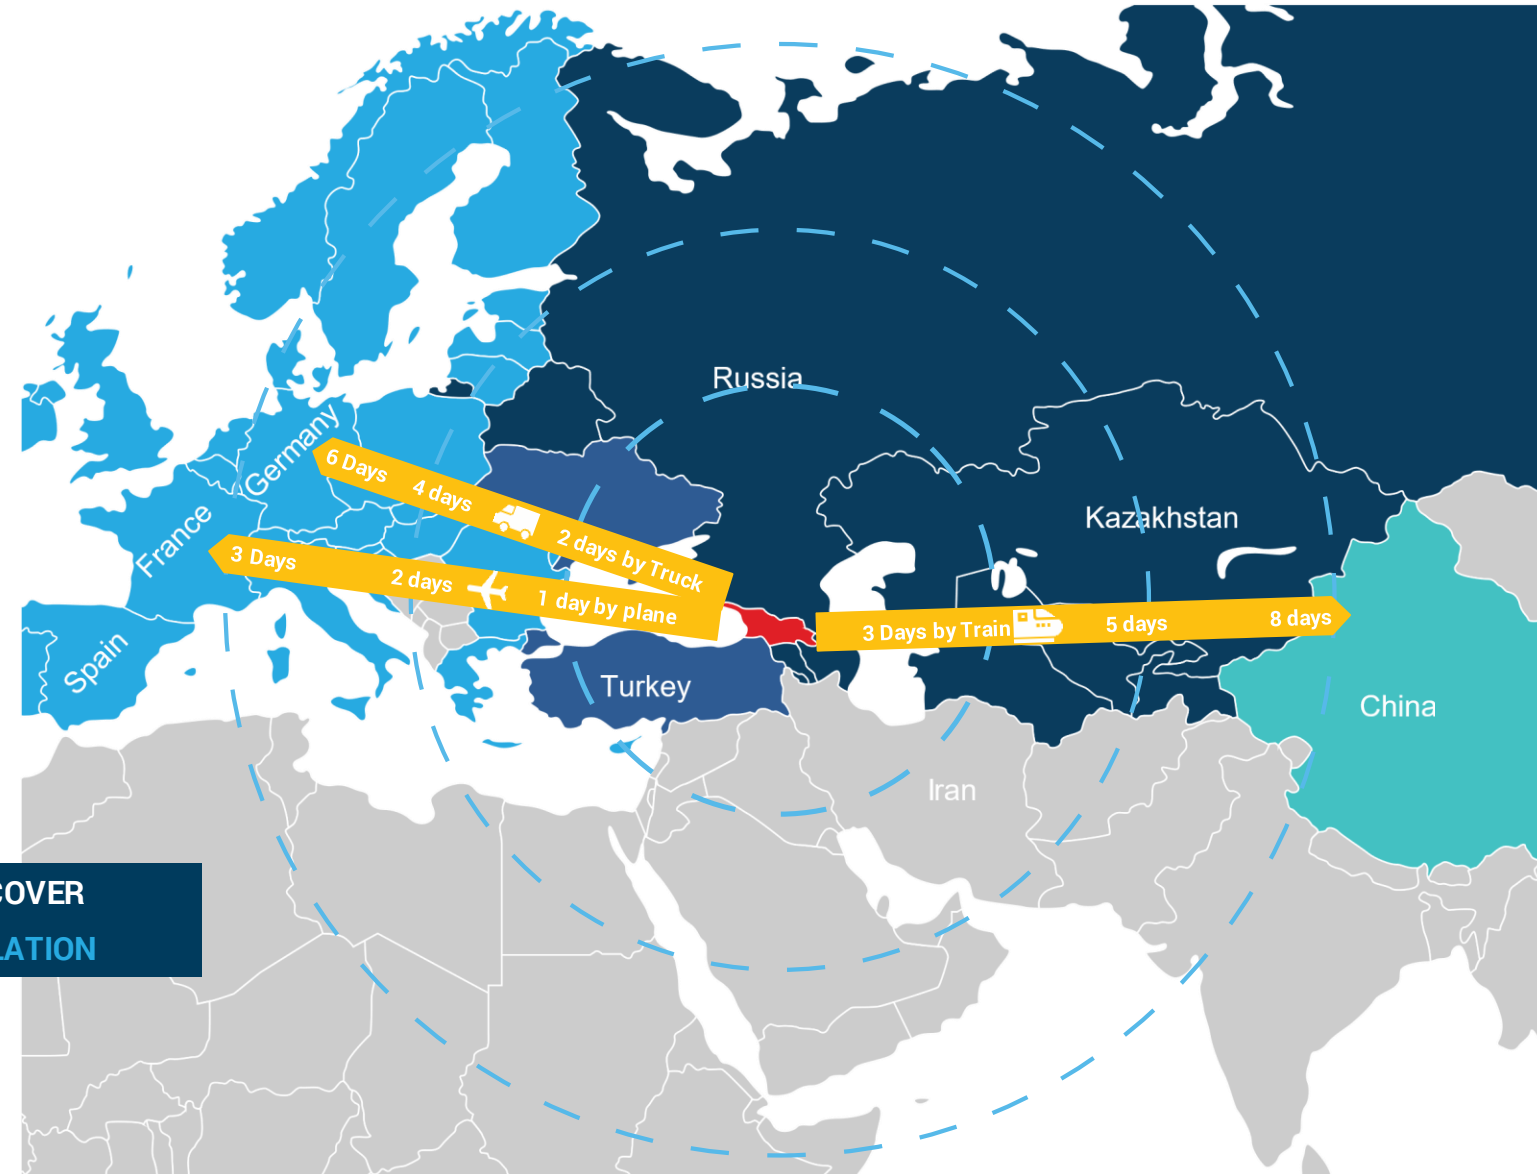 Russia
Germany
6 Days
4 days
2 days by Truck
Kazakhstan
France
3 Days
2 days
1 day by plane
3 Days by Train
5 days
8 days
Spain
Turkey
China
Iran
COVER
LATION